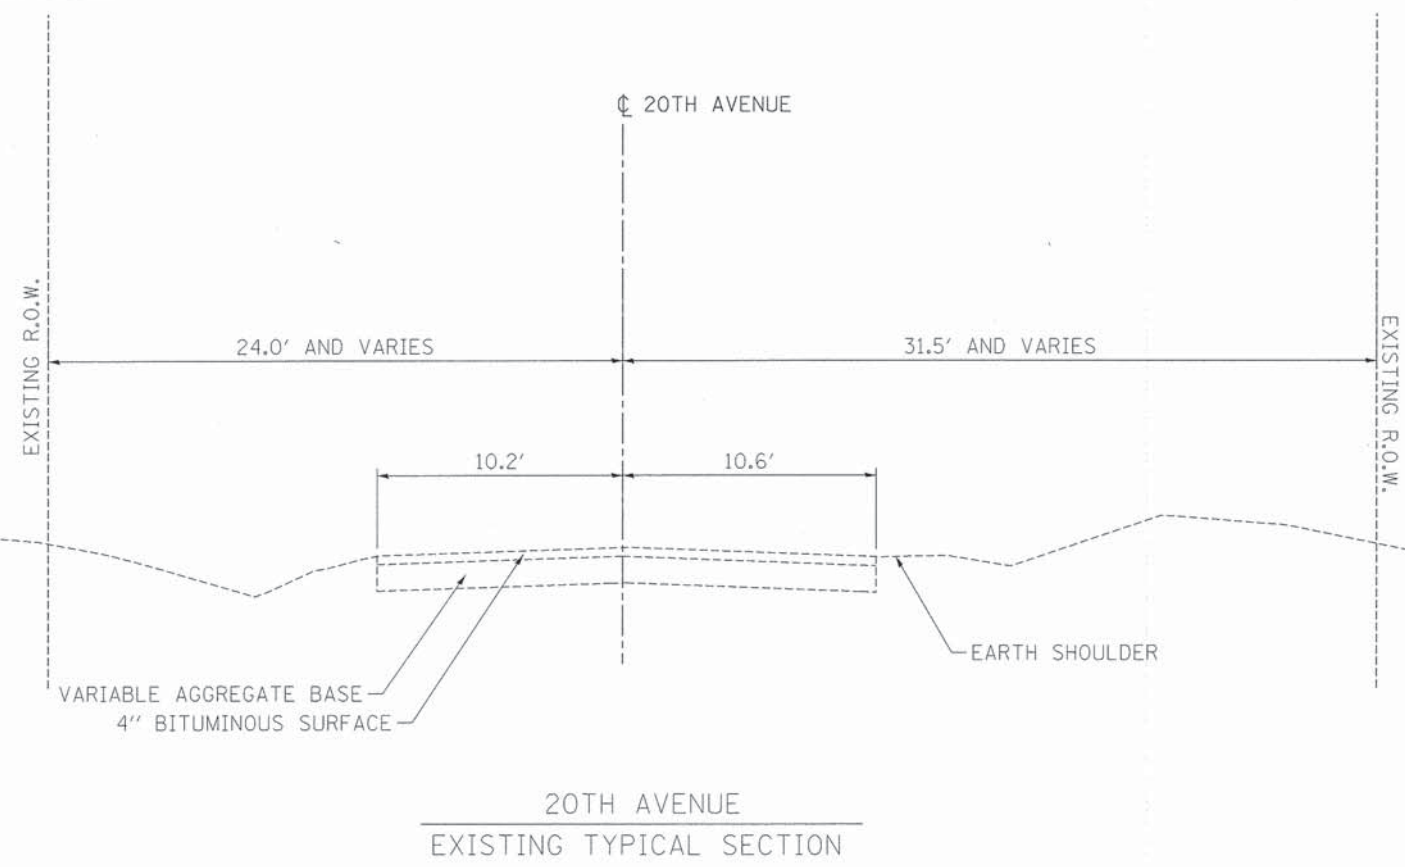 ℄ 20TH AVENUE
EXISTING R.O.W.
24.0' AND VARIES
31.5' AND VARIES
EXISTING R.O.W.
10.2'
10.6'
EARTH SHOULDER
VARIABLE AGGREGATE BASE
4" BITUMINOUS SURFACE
20TH AVENUE
EXISTING TYPICAL SECTION